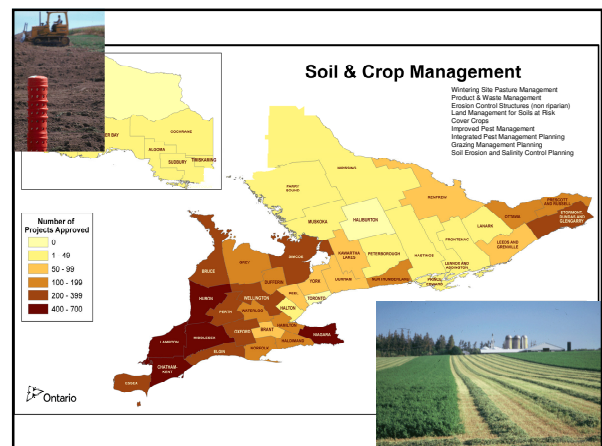 Soil & Crop Management
Wintering Site Pasture Management
Product & Waste Management
Erosion Control Structures (non riparian)
Land Management for Soils at Risk
Cover Crops
Improved Pest Management
Integrated Pest Management Planning
Grazing Management Planning
Soil Erosion and Salinity Control Planning
COCHRANE
ER BAY
ALGOMA
SUDBURY
TIMISKAMING
NIPISSING
PARRY
SOUND
RENFREW
PRESCOTT
AND RUSSELL
OTTAWA
STORMONT,
DUNDAS AND
GLENGARRY
MUSKOKA
HALIBURTON
LANARK
FRONTENAC
LEEDS AND
GRENVILLE
HASTINGS
LENNOX AND
ADDINGTON
PRINCE
EDWARD
KAWARTHA
LAKES
PETERBOROUGH
NORTHUMBERLAND
DURHAM
SIMCOE
GREY
BRUCE
YORK
TORONTO
DUFFERIN
PEEL
HALTON
WELLINGTON
HURON
PERTH
WATERLOO
HAMILTON
BRANT
OXFORD
NIAGARA
HALDIMAND
NORFOLK
MIDDLESEX
LAMBTON
ELGIN
CHATHAM-
KENT
ESSEX
Number of
Projects Approved
0
1 - 49
50 - 99
100 - 199
200 - 399
400 - 700
Ontario